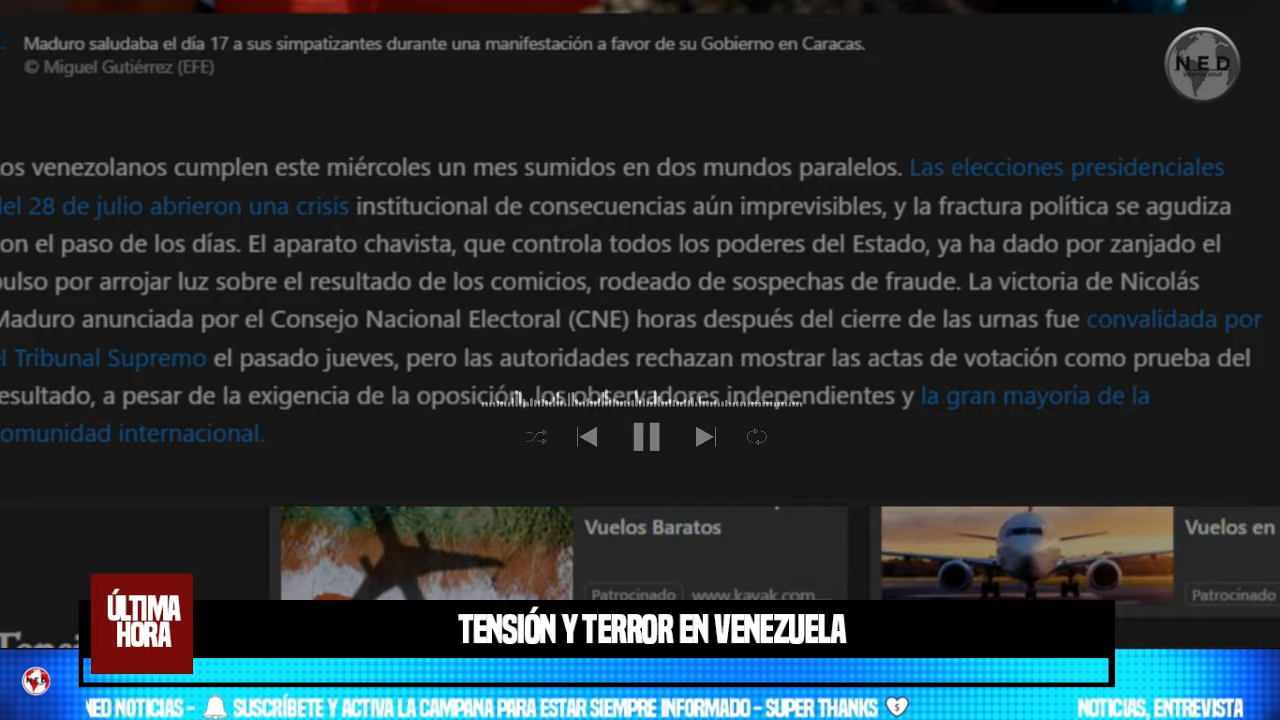 Maduro saludaba el día 17 a sus simpatizantes durante una manifestación a favor de su Gobierno en Caracas.
© Miguel Gutiérrez (EFE)
NED
internacional
os venezolanos cumplen este miércoles un mes sumidos en dos mundos paralelos. Las elecciones presidenciales
del 28 de julio abrieron una crisis institucional de consecuencias aún imprevisibles, y la fractura política se agudiza
on el paso de los días. El aparato chavista, que controla todos los poderes del Estado, ya ha dado por zanjado el
pulso por arrojar luz sobre el resultado de los comicios, rodeado de sospechas de fraude. La victoria de Nicolás
Maduro anunciada por el Consejo Nacional Electoral (CNE) horas después del cierre de las urnas fue convalidada por
el Tribunal Supremo el pasado jueves, pero las autoridades rechazan mostrar las actas de votación como prueba del
esultado, a pesar de la exigencia de la oposición, los observadores independientes y la gran mayoría de la
omunidad internacional.
Vuelos Baratos
Vuelos en
Patrocinado www.kayak.com...
Patrocinado
ÚLTIMA
HORA
TENSIÓN Y TERROR EN VENEZUELA
NED
NED NOTICIAS - 🔔 SUSCRÍBETE Y ACTIVA LA CAMPANA PARA ESTAR SIEMPRE INFORMADO - SUPER THANKS NOTICIAS, ENTREVISTA